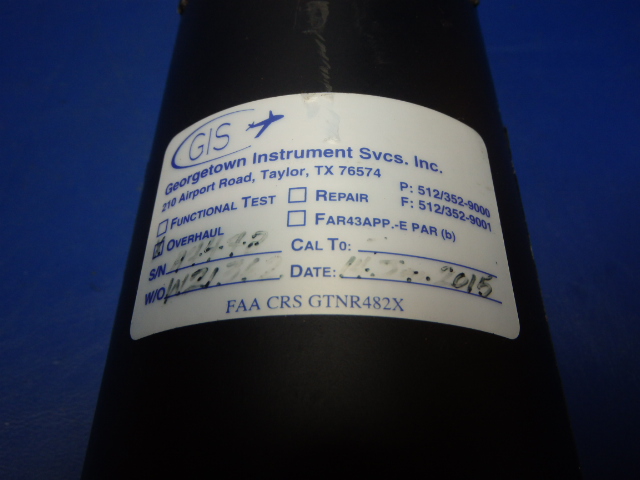 GIS
Georgetown Instrument Svcs. Inc.
210 Airport Road, Taylor, TX 76574
P: 512/352-9000
F: 512/352-9001
FUNCTIONAL TEST REPAIR
OVERHAUL FAR43APP.-E PAR (b)
S/N CAL TO:
W/O DATE: 2015
FAA CRS GTNR482X